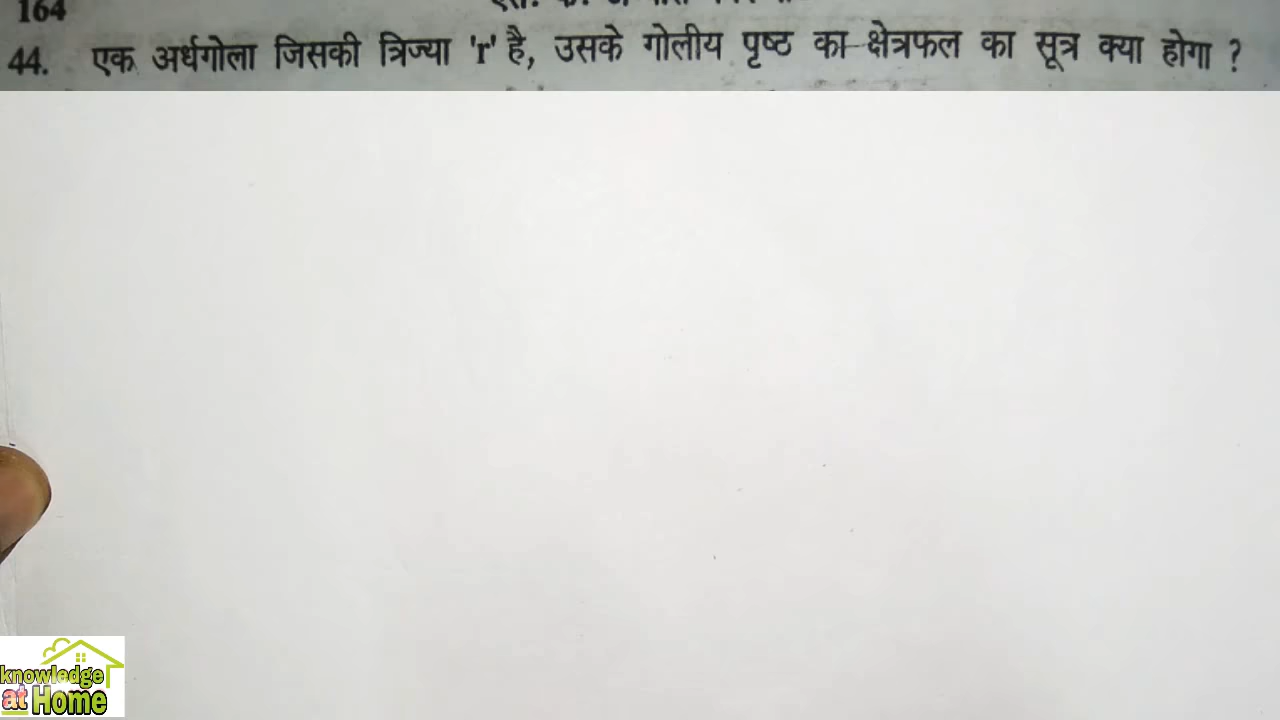 164
44. एक अर्धगोला जिसकी त्रिज्या 'r' है, उसके गोलीय पृष्ठ का क्षेत्रफल का सूत्र क्या होगा ?
knowledge
at Home